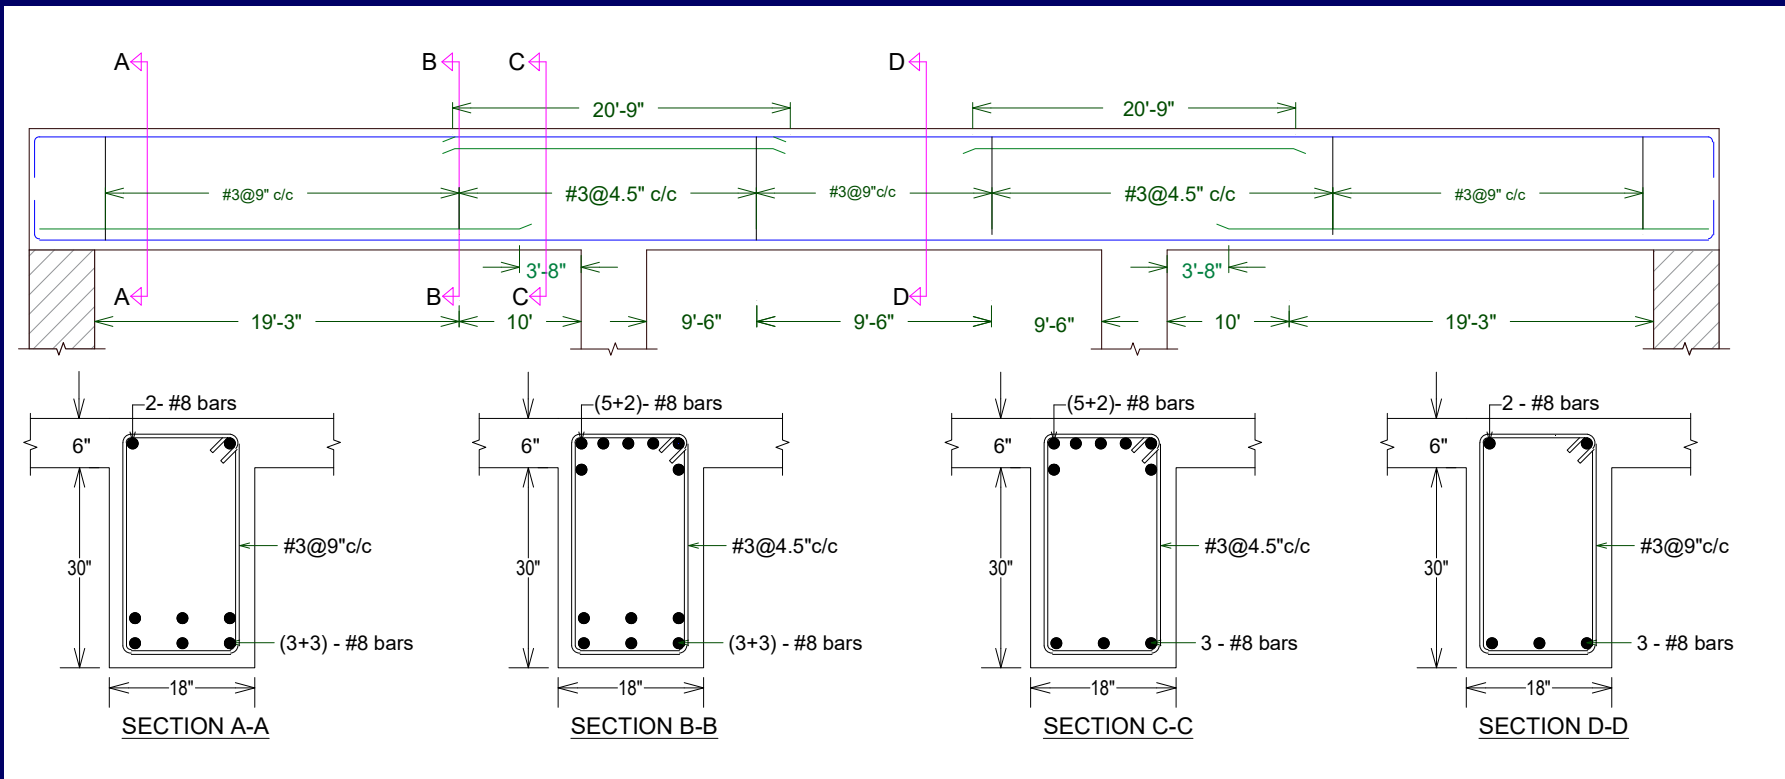 A B C D
20'-9" 20'-9"
#3@9" c/c #3@4.5" c/c #3@9"c/c #3@4.5" c/c #3@9" c/c
3'-8" 3'-8"
A B C D
19'-3" 10' 9'-6" 9'-6" 9'-6" 10' 19'-3"
2- #8 bars (5+2)- #8 bars (5+2)- #8 bars 2 - #8 bars
6" 6" 6" 6"
#3@9"c/c #3@4.5"c/c #3@4.5"c/c #3@9"c/c
30" 30" 30" 30"
(3+3) - #8 bars (3+3) - #8 bars 3 - #8 bars 3 - #8 bars
18" 18" 18" 18"
SECTION A-A SECTION B-B SECTION C-C SECTION D-D